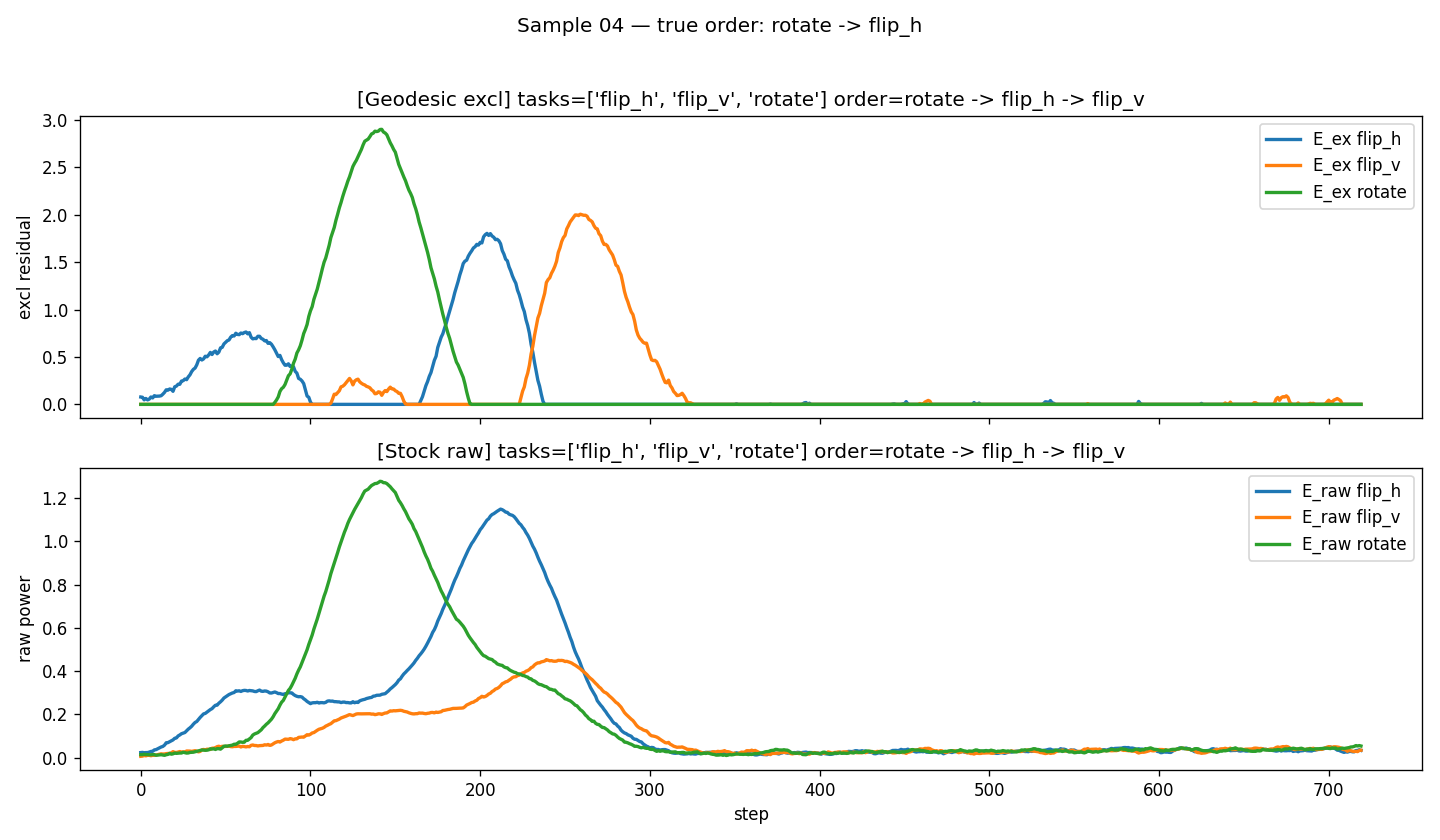 Sample 04 — true order: rotate -> flip_h
[Geodesic excl] tasks=['flip_h', 'flip_v', 'rotate'] order=rotate -> flip_h -> flip_v
excl residual
3.0
2.5
2.0
1.5
1.0
0.5
0.0
E_ex flip_h
E_ex flip_v
E_ex rotate
[Stock raw] tasks=['flip_h', 'flip_v', 'rotate'] order=rotate -> flip_h -> flip_v
raw power
1.2
1.0
0.8
0.6
0.4
0.2
0.0
E_raw flip_h
E_raw flip_v
E_raw rotate
0 100 200 300 400 500 600 700
step